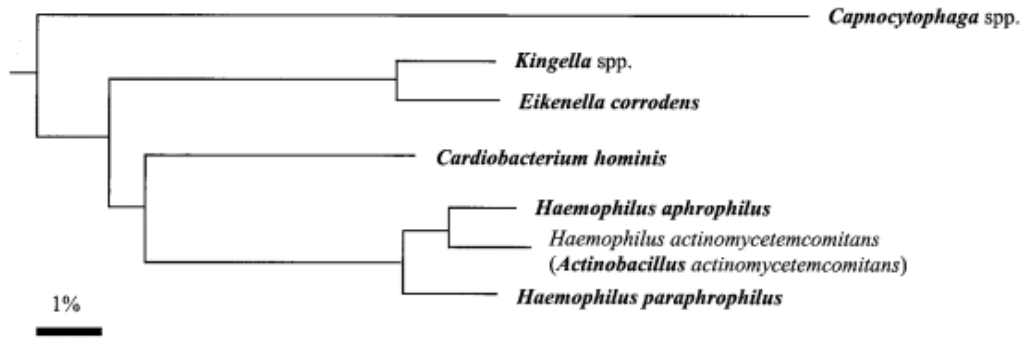 Capnocytophaga spp.
Kingella spp.
Eikenella corrodens
Cardiobacterium hominis
Haemophilus aphrophilus
Haemophilus actinomycetemcomitans
(Actinobacillus actinomycetemcomitans)
Haemophilus paraphrophilus
1%